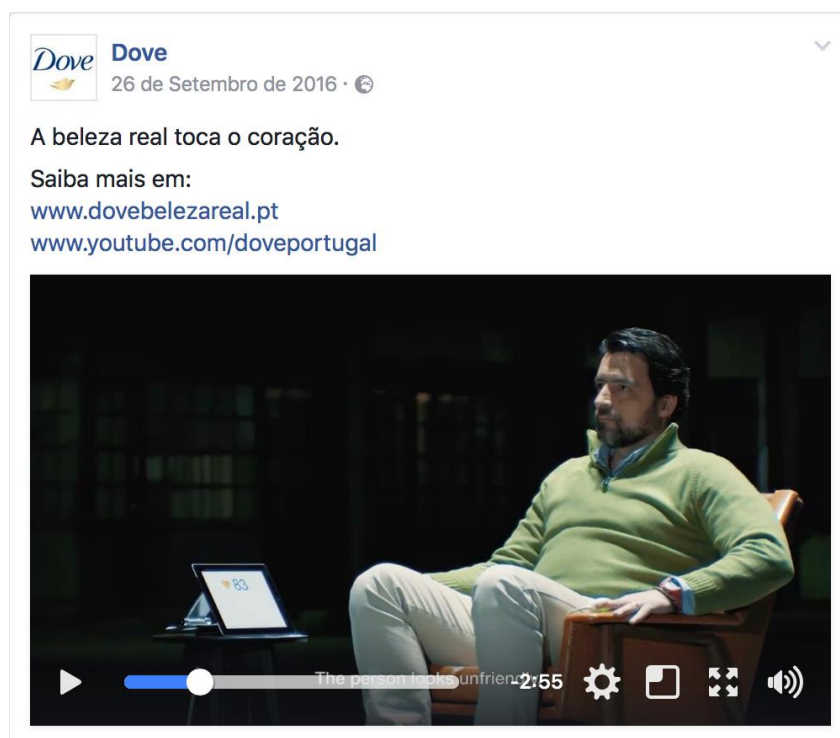 Dove
Dove
26 de Setembro de 2016 ·
A beleza real toca o coração.
Saiba mais em:
www.dovebelezareal.pt
www.youtube.com/doveportugal
83
The person looks unfriend
-2:55